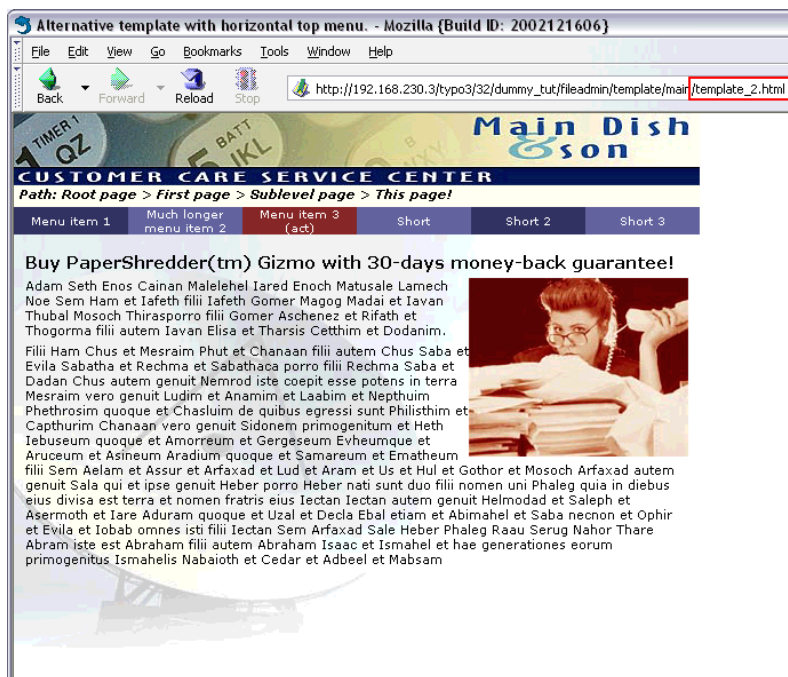 Alternative template with horizontal top menu. - Mozilla {Build ID: 2002121606}
File Edit View Go Bookmarks Tools Window Help
Back Forward Reload Stop
http://192.168.230.3/typo3/32/dummy_tut/fileadmin/template/main/template_2.html
TIMER 1
1 QZ
BATT
5 JKL
Main Dish
& son
CUSTOMER CARE SERVICE CENTER
Path: Root page > First page > Sublevel page > This page!
Menu item 1 Much longer menu item 2 Menu item 3 (act) Short Short 2 Short 3
Buy PaperShredder(tm) Gizmo with 30-days money-back guarantee!
Adam Seth Enos Cainan Malelehel Iared Enoch Matusale Lamech
Noe Sem Ham et Iafeth filii Iafeth Gomer Magog Madai et Iavan
Thubal Mosoch Thirasporro filii Gomer Aschenez et Rifath et
Thogorma filii autem Iavan Elisa et Tharsis Cetthim et Dodanim.
Filii Ham Chus et Mesraim Phut et Chanaan filii autem Chus Saba et
Evila Sabatha et Rechma et Sabathaca porro filii Rechma Saba et
Dadan Chus autem genuit Nemrod iste coepit esse potens in terra
Mesraim vero genuit Ludim et Anamim et Laabim et Nepthuim
Phethrosim quoque et Chasluim de quibus egressi sunt Philisthim et
Capthurim Chanaan vero genuit Sidonem primogenitum et Heth
Iebuseum quoque et Amorreum et Gergeseum Evheumque et
Aruceum et Asineum Aradium quoque et Samareum et Ematheum
filii Sem Aelam et Assur et Arfaxad et Lud et Aram et Us et Hul et Gothor et Mosoch Arfaxad autem
genuit Sala qui et ipse genuit Heber porro Heber nati sunt duo filii nomen uni Phaleg quia in diebus
eius divisa est terra et nomen fratris eius Iectan Iectan autem genuit Helmodad et Saleph et
Asermoth et Iare Aduram quoque et Uzal et Decla Ebal etiam et Abimahel et Saba necnon et Ophir
et Evila et Iobab omnes isti filii Iectan Sem Arfaxad Sale Heber Phaleg Raau Serug Nahor Thare
Abram iste est Abraham filii autem Abraham Isaac et Ismahel et hae generationes eorum
primogenitus Ismahelis Nabaioth et Cedar et Adbeel et Mabsam